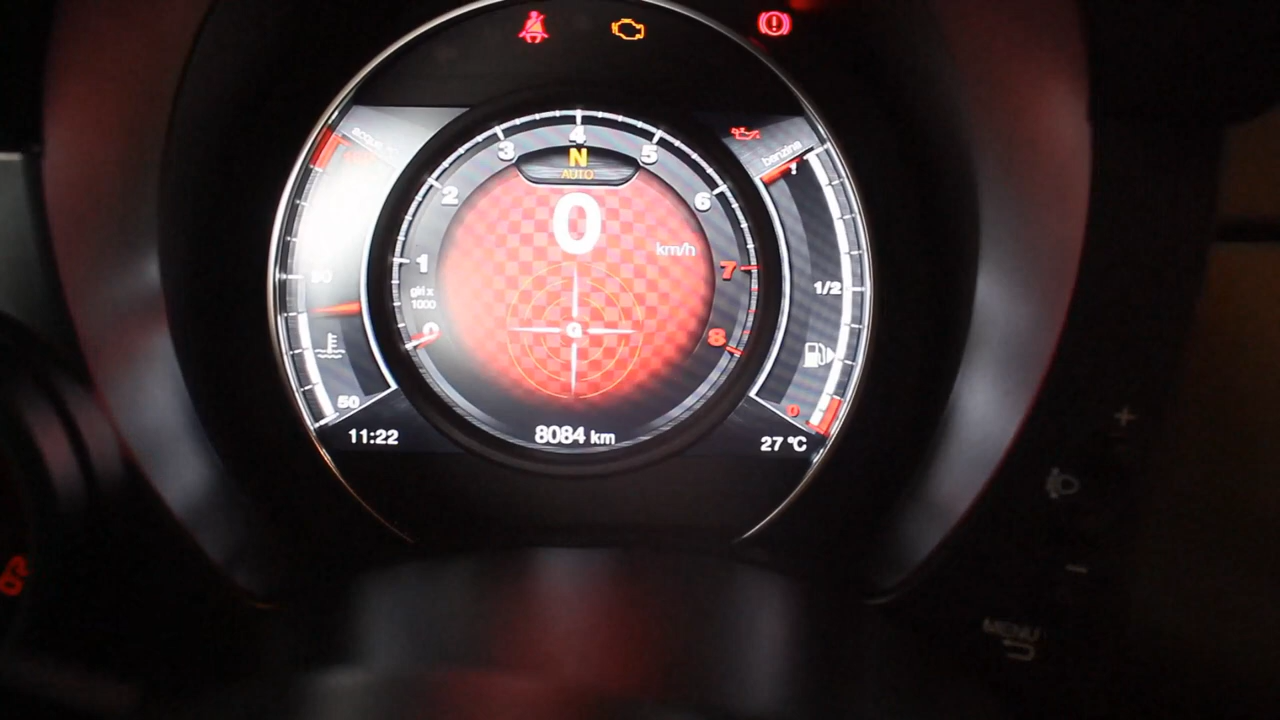 acqua °C
benzina
4
3
5
N
AUTO
2
6
0
km/h
1
7
90
giri x
1000
1/2
G
0
8
50
0
11:22
8084 km
27 °C
+
-
MENU